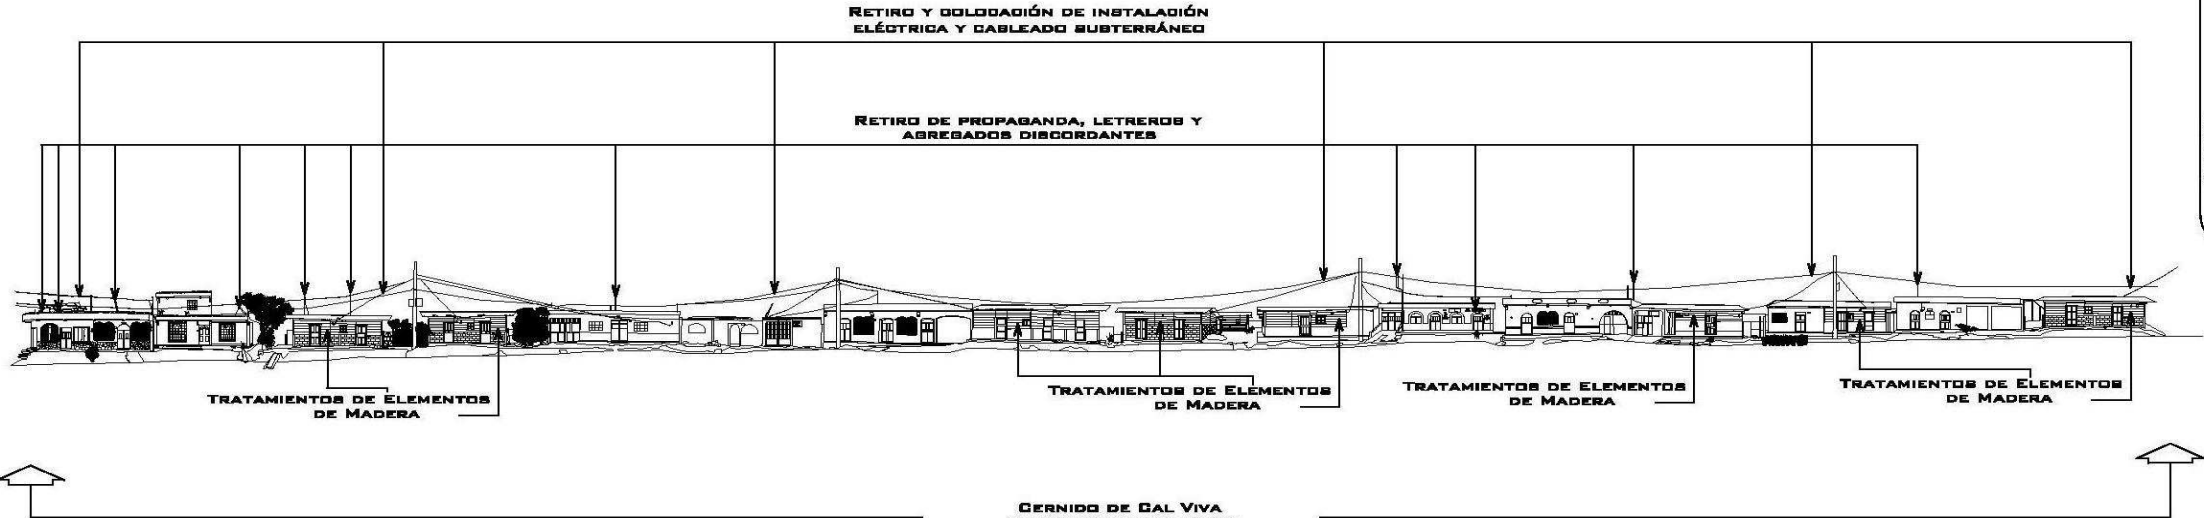 RETIRO Y COLOCACIÓN DE INSTALACIÓN
ELÉCTRICA Y CABLEADO SUBTERRÁNEO
RETIRO DE PROPAGANDA, LETREROS Y
AGREGADOS DISCORDANTES
TRATAMIENTOS DE ELEMENTOS
DE MADERA
TRATAMIENTOS DE ELEMENTOS
DE MADERA
TRATAMIENTOS DE ELEMENTOS
DE MADERA
TRATAMIENTOS DE ELEMENTOS
DE MADERA
CERNIDO DE CAL VIVA